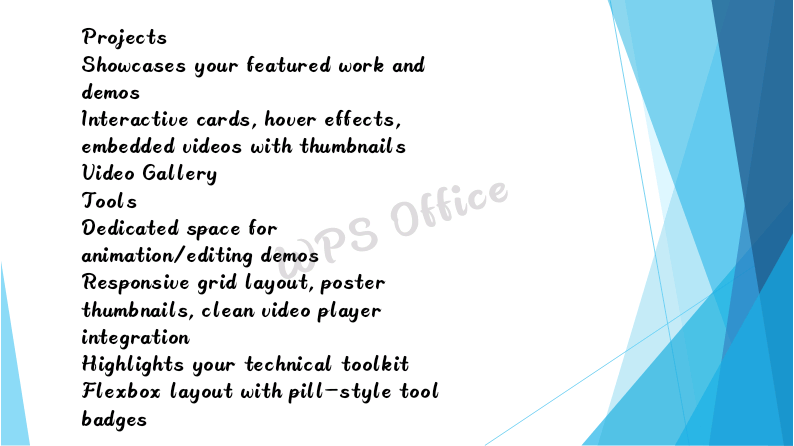 Projects
Showcases your featured work and
demos
Interactive cards, hover effects,
embedded videos with thumbnails
Video Gallery
Tools
Dedicated space for
animation/editing demos
Responsive grid layout, poster
thumbnails, clean video player
integration
Highlights your technical toolkit
Flexbox layout with pill-style tool
badges
WPS Office